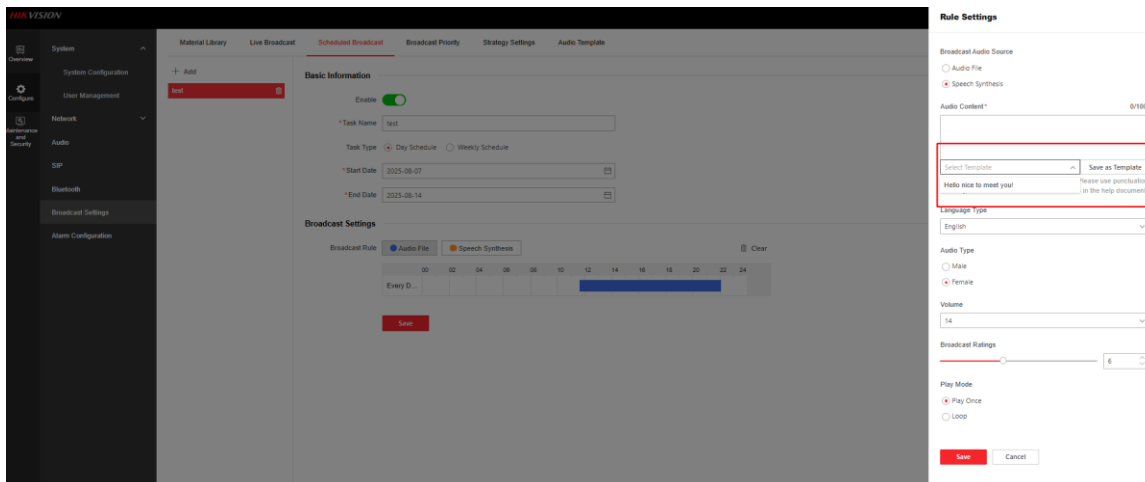 HIKVISION
Overview
Configure
Maintenance
and
Security
System
System Configuration
User Management
Network
Audio
SIP
Bluetooth
Broadcast Settings
Alarm Configuration
Material Library Live Broadcast Scheduled Broadcast Broadcast Priority Strategy Settings Audio Template
+ Add
test
Basic Information
Enable
*Task Name test
Task Type Day Schedule Weekly Schedule
*Start Date 2025-08-07
*End Date 2025-08-14
Broadcast Settings
Broadcast Rule Audio File Speech Synthesis Clear
00 02 04 06 08 10 12 14 16 18 20 22 24
Every D...
Save
Rule Settings
Broadcast Audio Source
Audio File
Speech Synthesis
Audio Content* 0/100
Select Template Save as Template
Hello nice to meet you! Please use punctuation
in the help document
Language Type
English
Audio Type
Male
Female
Volume
14
Broadcast Ratings
6
Play Mode
Play Once
Loop
Save Cancel